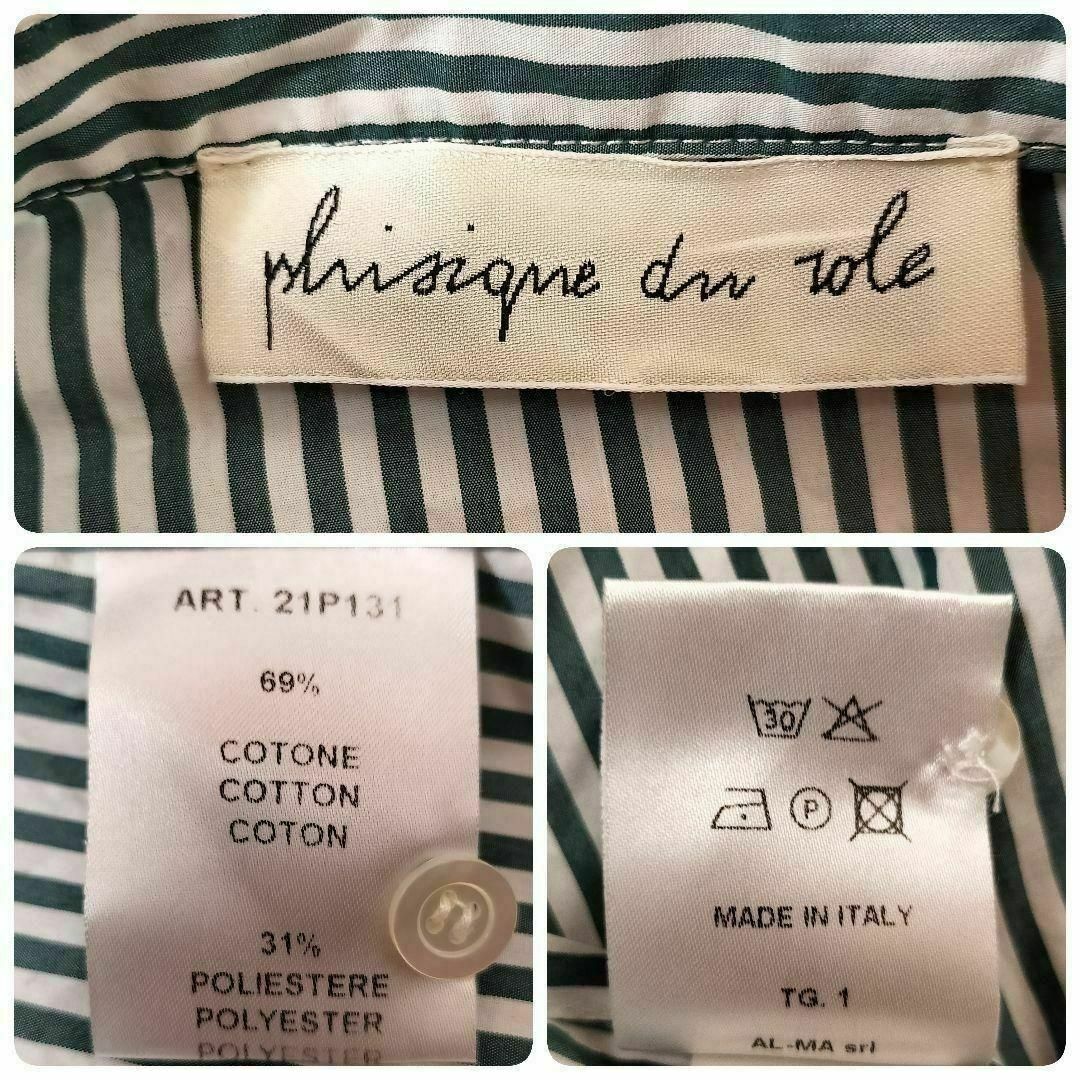 phisique du role
ART. 21P131
69%
COTONE
COTTON
COTON
31%
POLIESTERE
POLYESTER
POLYESTER
30
P
MADE IN ITALY
TG. 1
AL-MA srl